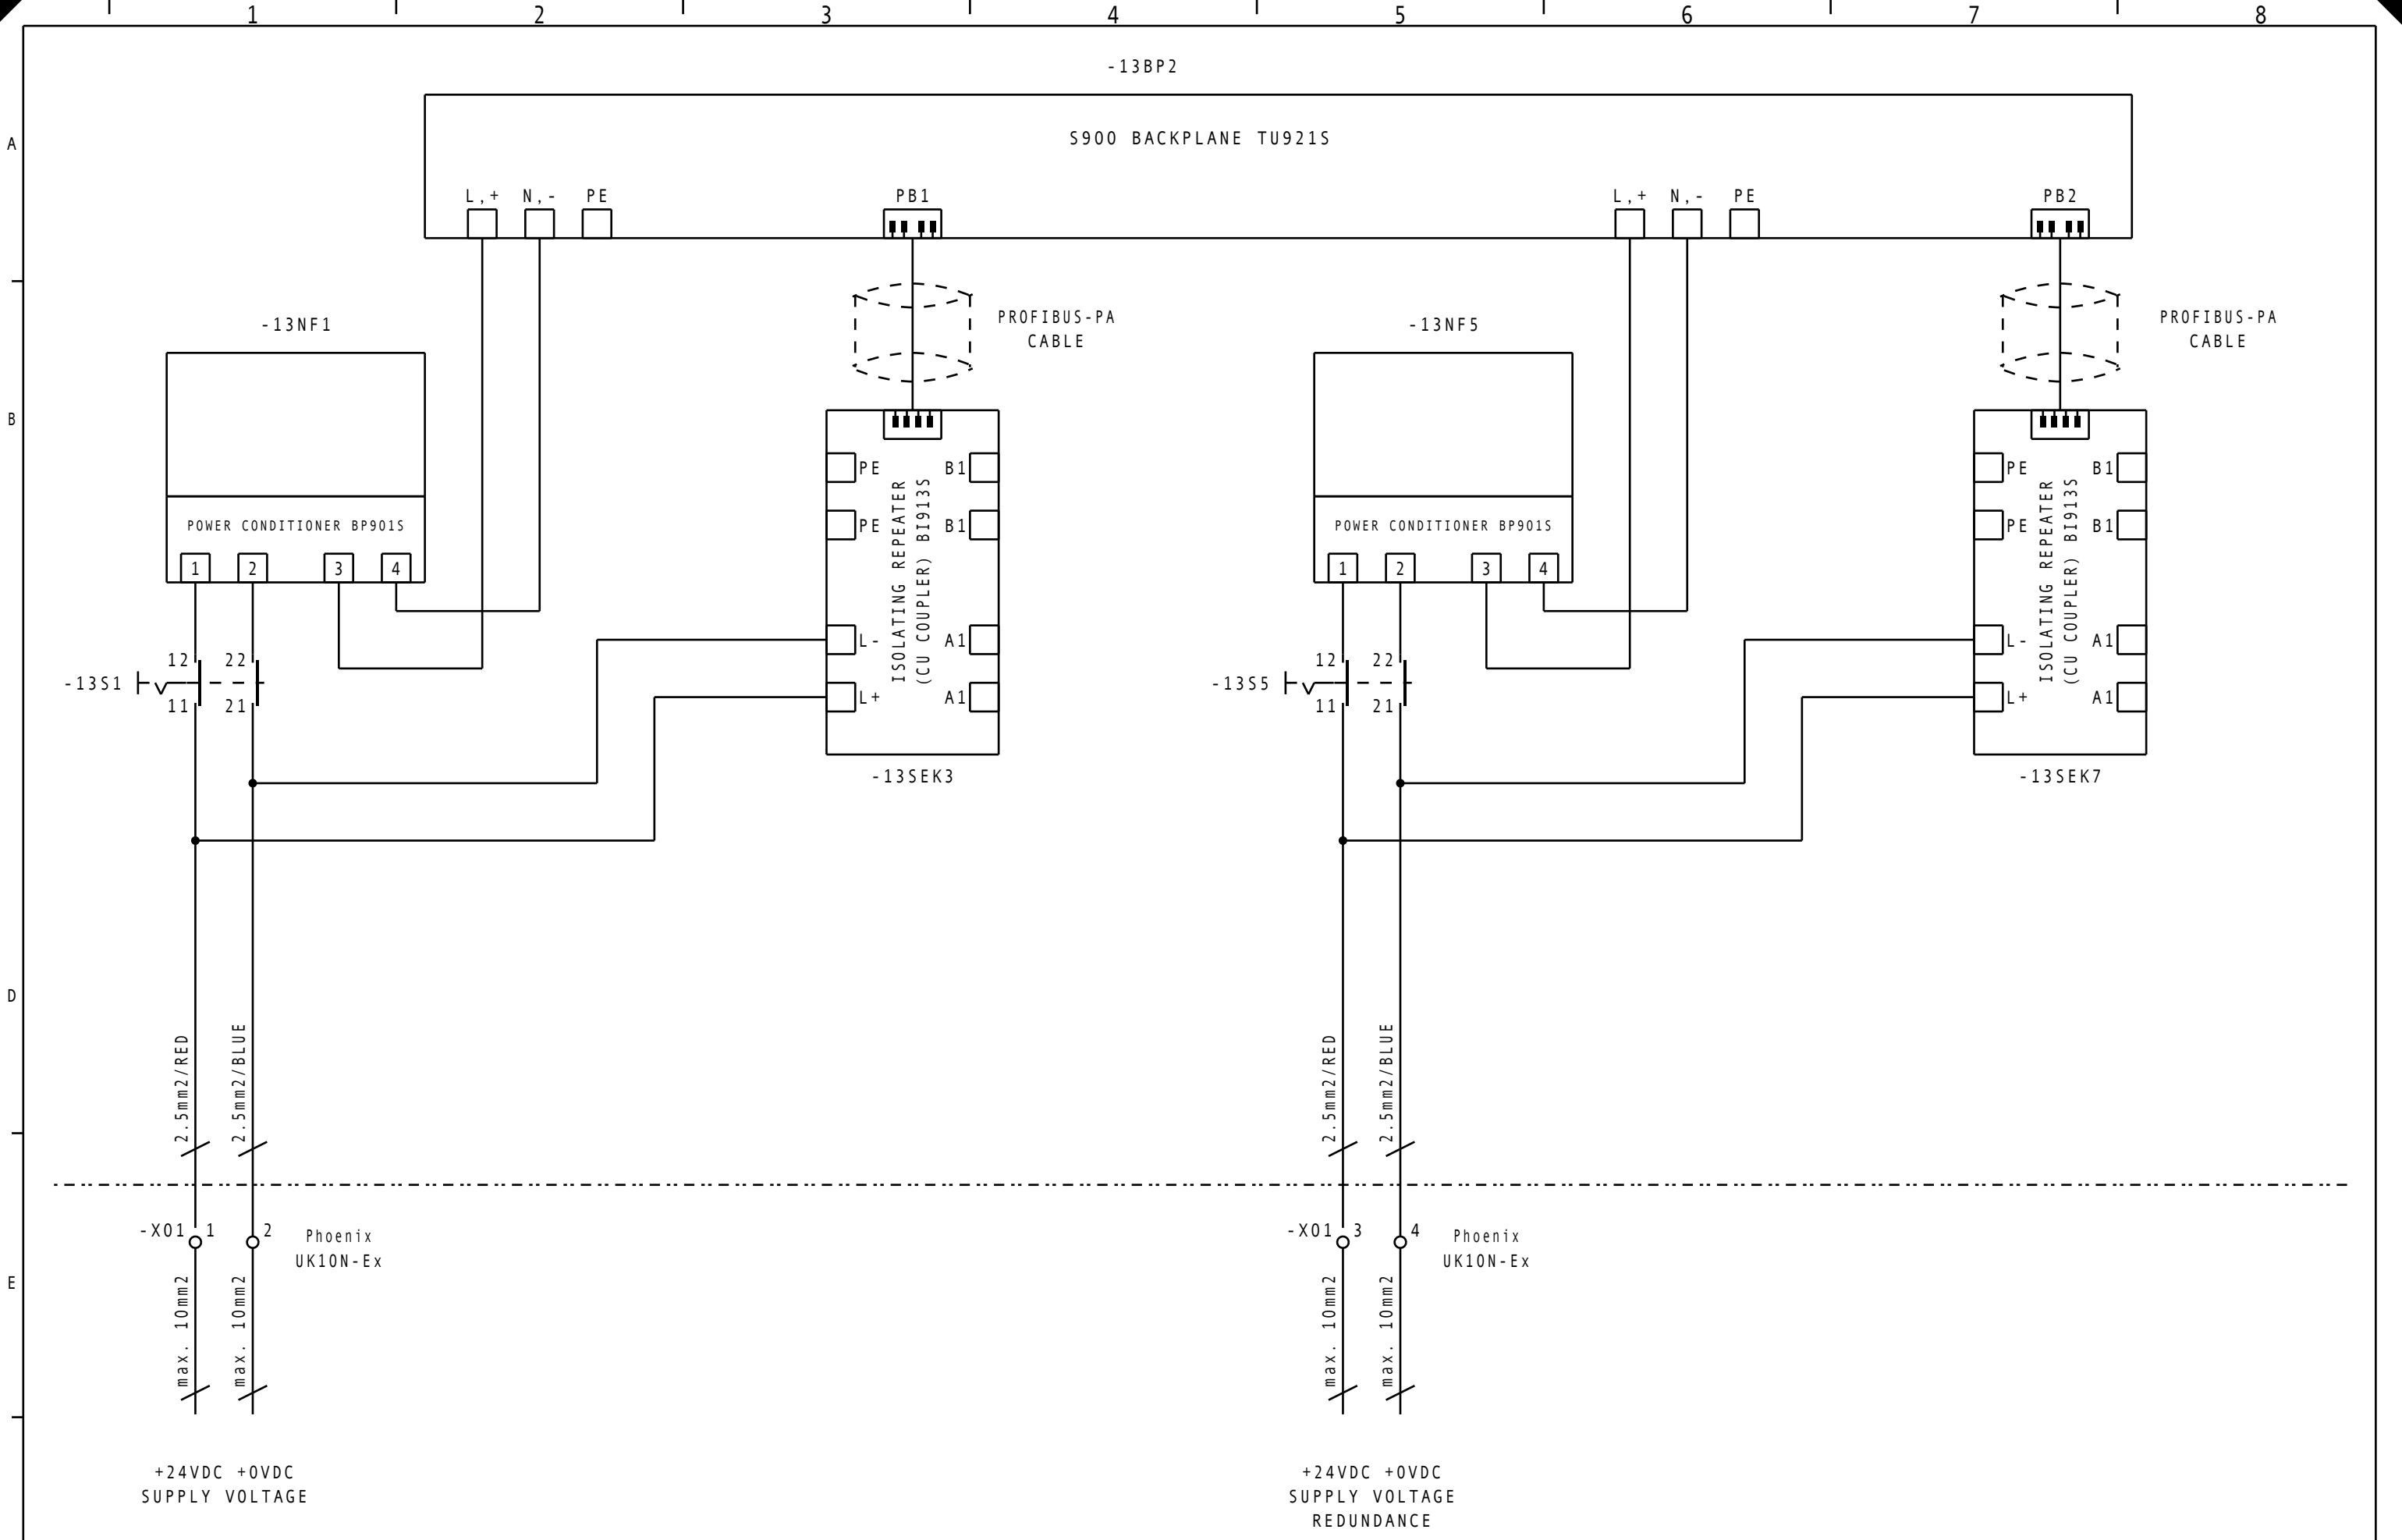 1 2 3 4 5 6 7 8
-13BP2
A
S900 BACKPLANE TU921S
L,+ N,- PE PB1 L,+ N,- PE PB2
-13NF1
PROFIBUS-PA
CABLE
-13NF5
PROFIBUS-PA
CABLE
B
POWER CONDITIONER BP901S
1 2 3 4
PE B1
PE B1
ISOLATING REPEATER
(CU COUPLER) BI913S
L- A1
L+ A1
-13SEK3
POWER CONDITIONER BP901S
1 2 3 4
PE B1
PE B1
ISOLATING REPEATER
(CU COUPLER) BI913S
L- A1
L+ A1
-13SEK7
12 22
-13S1
11 21
12 22
-13S5
11 21
D
2.5mm2/RED
2.5mm2/BLUE
2.5mm2/RED
2.5mm2/BLUE
-X01 1 2
Phoenix
UK10N-Ex
-X01 3 4
Phoenix
UK10N-Ex
E
max. 10mm2
max. 10mm2
max. 10mm2
max. 10mm2
+24VDC +0VDC
SUPPLY VOLTAGE
+24VDC +0VDC
SUPPLY VOLTAGE
REDUNDANCE